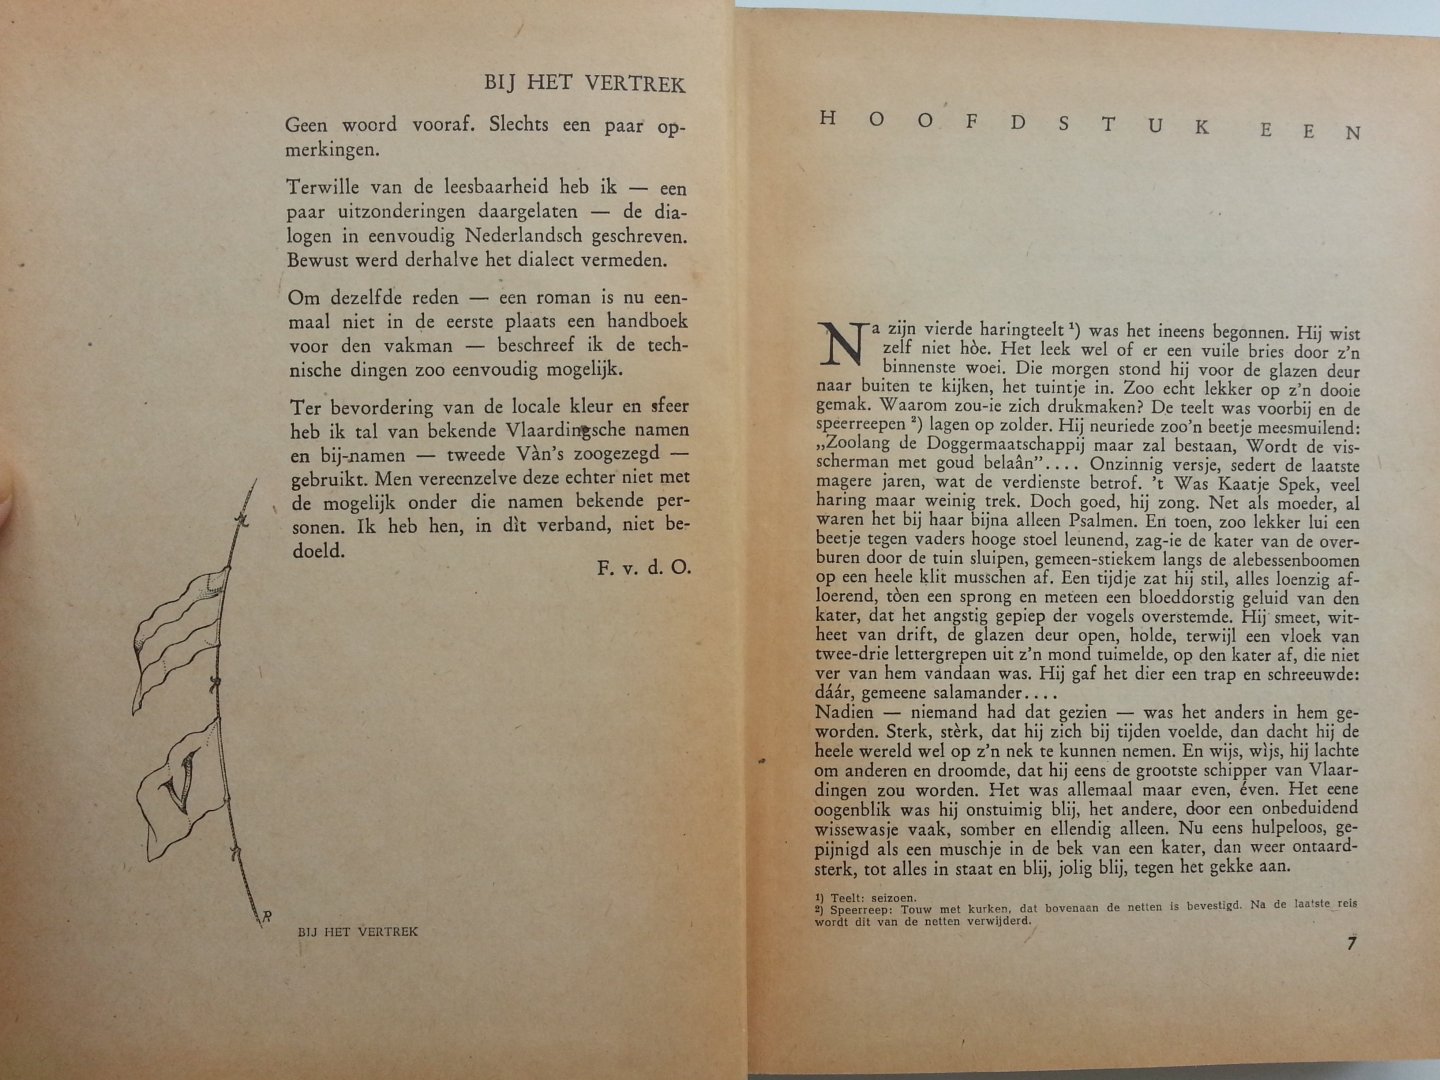 BIJ HET VERTREK
Geen woord vooraf. Slechts een paar op-
merkingen.
Terwille van de leesbaarheid heb ik — een
paar uitzonderingen daargelaten — de dia-
logen in eenvoudig Nederlandsch geschreven.
Bewust werd derhalve het dialect vermeden.
Om dezelfde reden — een roman is nu een-
maal niet in de eerste plaats een handboek
voor den vakman — beschreef ik de tech-
nische dingen zoo eenvoudig mogelijk.
Ter bevordering van de locale kleur en sfeer
heb ik tal van bekende Vlaardingsche namen
en bij-namen — tweede Vàn's zoogezegd —
gebruikt. Men vereenzelve deze echter niet met
de mogelijk onder die namen bekende per-
sonen. Ik heb hen, in dìt verband, niet be-
doeld.
F. v. d. O.
V
R
BIJ HET VERTREK
HOOFDSTUK EEN
Na zijn vierde haringteelt ¹) was het ineens begonnen. Hij wist
zelf niet hòe. Het leek wel of er een vuile bries door z'n
binnenste woei. Die morgen stond hij voor de glazen deur
naar buiten te kijken, het tuintje in. Zoo echt lekker op z'n dooie
gemak. Waarom zou-ie zich drukmaken? De teelt was voorbij en de
speerreepen ²) lagen op zolder. Hij neuriede zoo'n beetje meesmuilend:
„Zoolang de Doggermaatschappij maar zal bestaan, Wordt de vis-
scherman met goud belaân”.... Onzinnig versje, sedert de laatste
magere jaren, wat de verdienste betrof. 't Was Kaatje Spek, veel
haring maar weinig trek. Doch goed, hij zong. Net als moeder, al
waren het bij haar bijna alleen Psalmen. En toen, zoo lekker lui een
beetje tegen vaders hooge stoel leunend, zag-ie de kater van de over-
buren door de tuin sluipen, gemeen-stiekem langs de alebessenboomen
op een heele klit musschen af. Een tijdje zat hij stil, alles loenzig af-
loerend, tòen een sprong en meteen een bloeddorstig geluid van den
kater, dat het angstig gepiep der vogels overstemde. Hij smeet, wit-
heet van drift, de glazen deur open, holde, terwijl een vloek van
twee-drie lettergrepen uit z'n mond tuimelde, op den kater af, die niet
ver van hem vandaan was. Hij gaf het dier een trap en schreeuwde:
dáár, gemeene salamander....
Nadien — niemand had dat gezien — was het anders in hem ge-
worden. Sterk, stèrk, dat hij zich bij tijden voelde, dan dacht hij de
heele wereld wel op z'n nek te kunnen nemen. En wijs, wìjs, hij lachte
om anderen en droomde, dat hij eens de grootste schipper van Vlaar-
dingen zou worden. Het was allemaal maar even, éven. Het eene
oogenblik was hij onstuimig blij, het andere, door een onbeduidend
wissewasje vaak, somber en ellendig alleen. Nu eens hulpeloos, ge-
pijnigd als een muschje in de bek van een kater, dan weer ontaard-
sterk, tot alles in staat en blij, jolig blij, tegen het gekke aan.
¹) Teelt: seizoen.
²) Speerreep: Touw met kurken, dat bovenaan de netten is bevestigd. Na de laatste reis
wordt dit van de netten verwijderd.
7